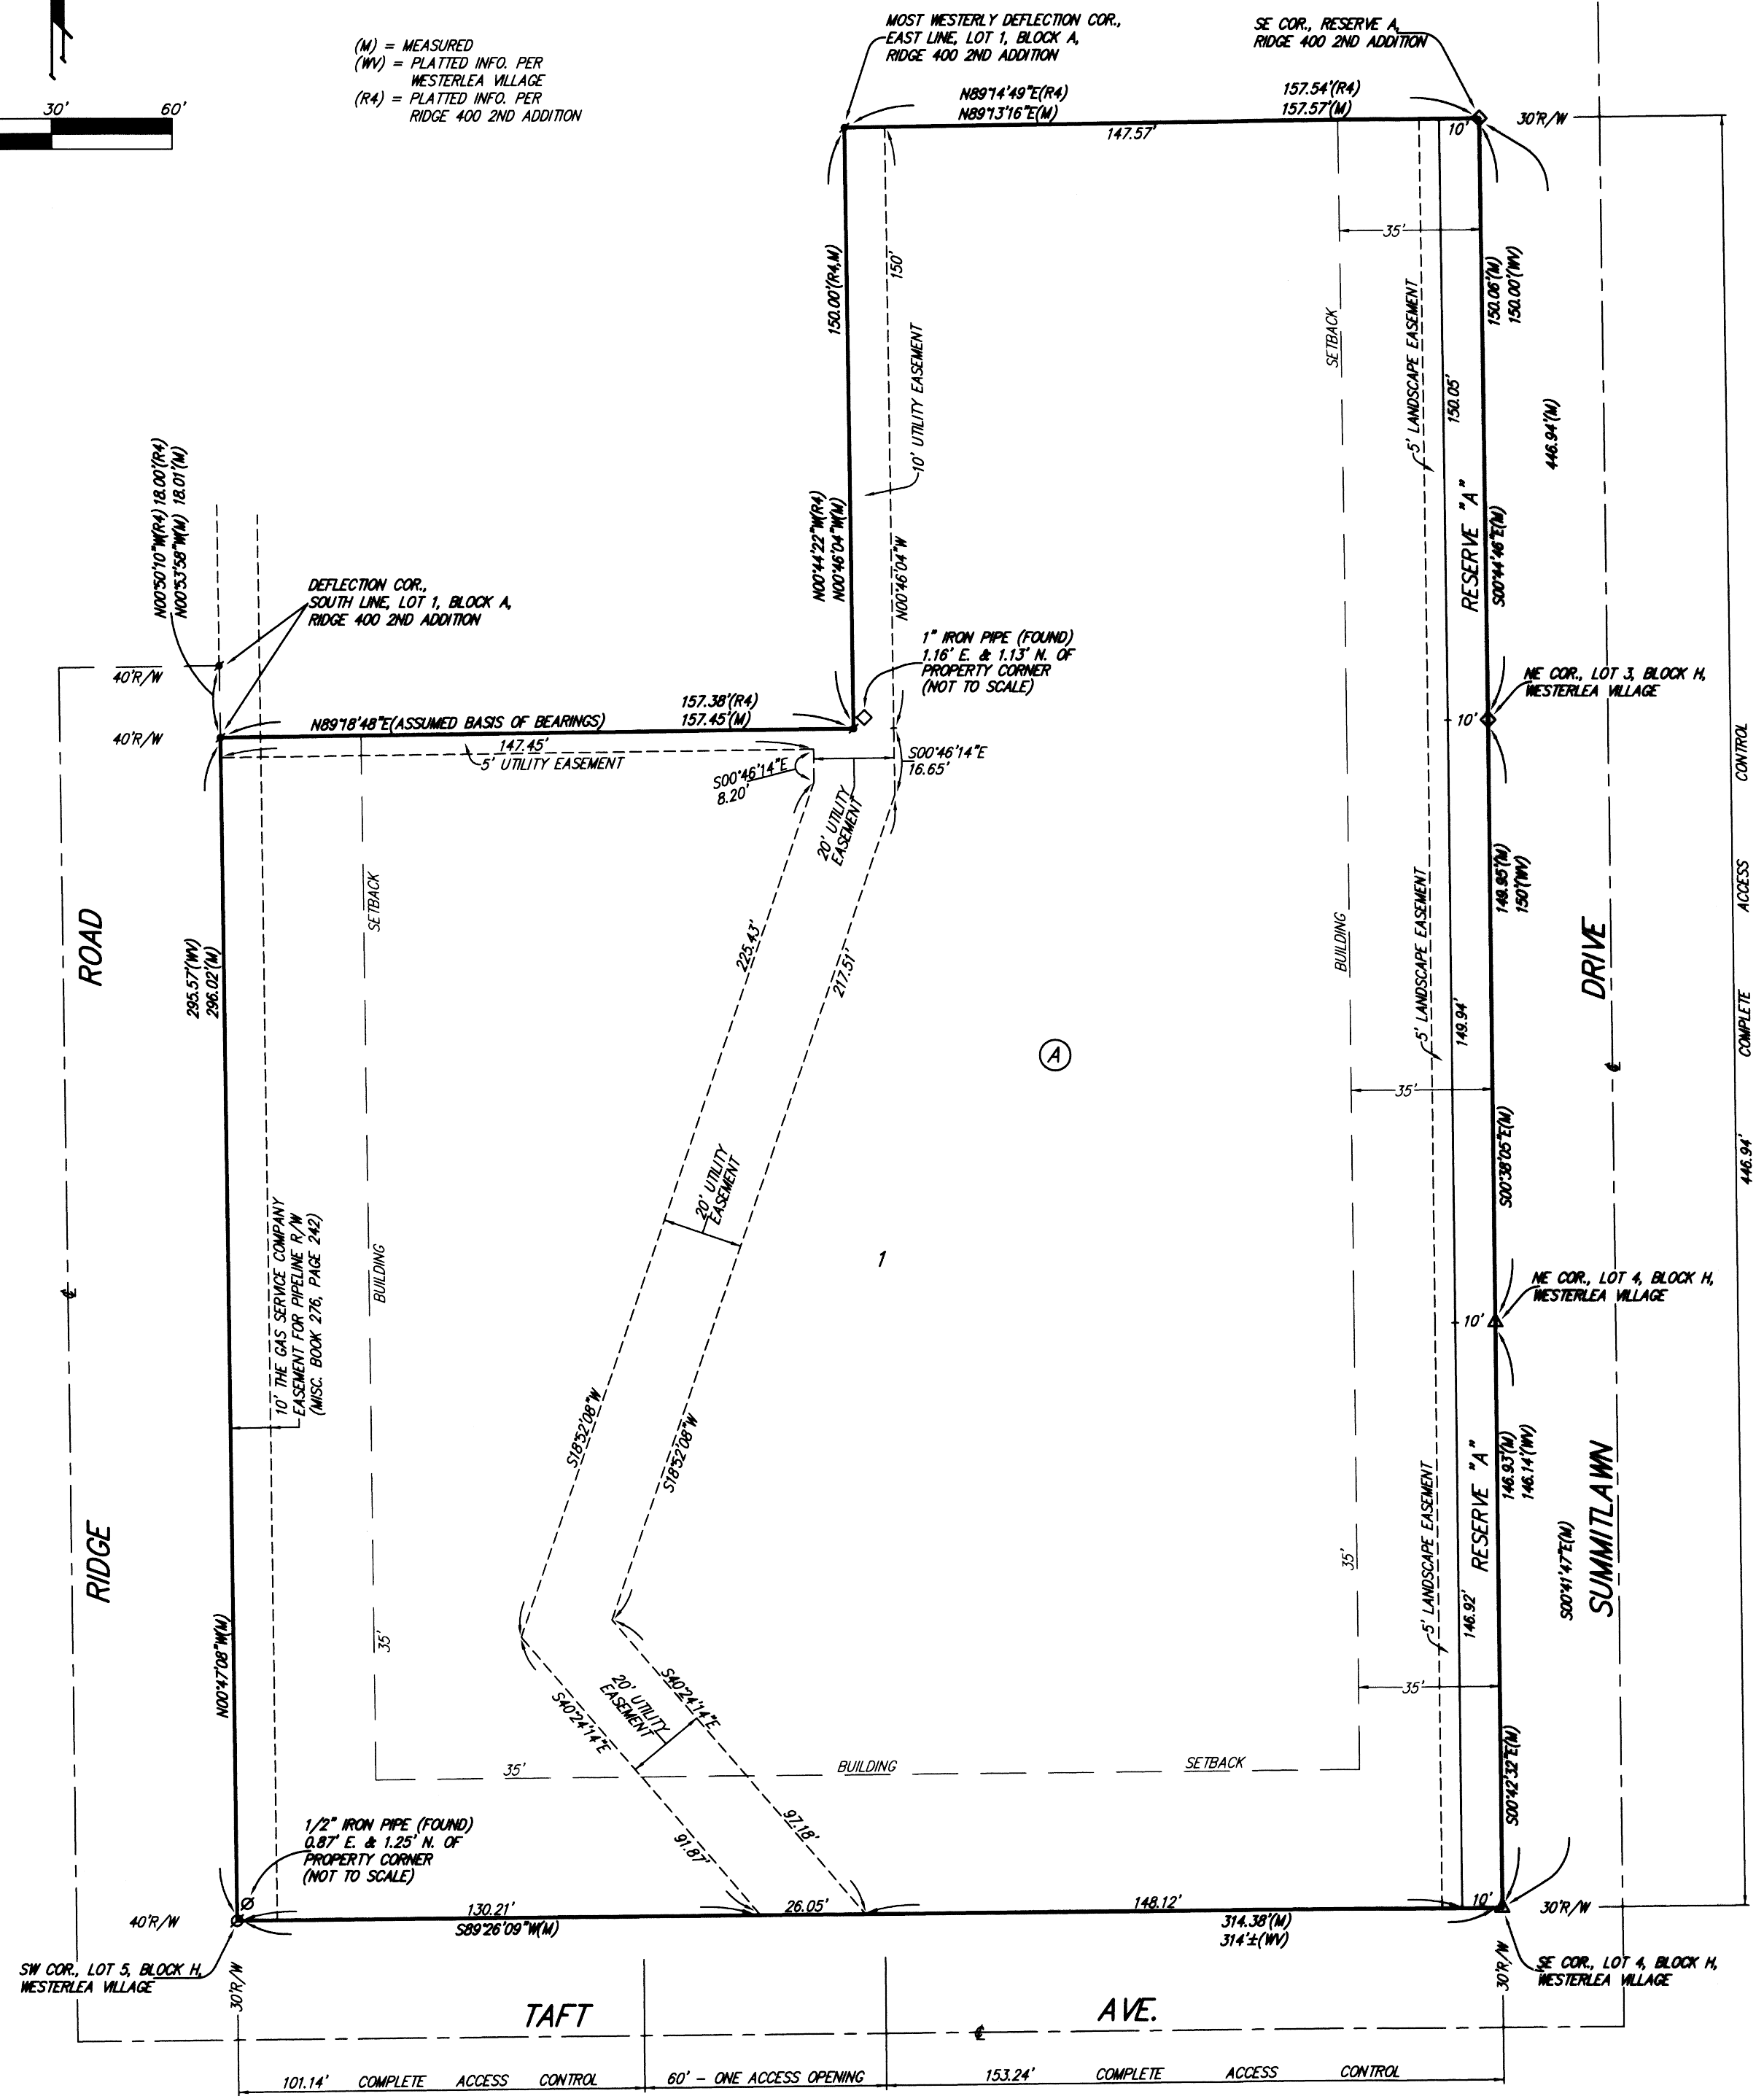 (M) = MEASURED
(WV) = PLATTED INFO. PER
WESTERLEA VILLAGE
(R4) = PLATTED INFO. PER
RIDGE 400 2ND ADDITION
30'
60'
MOST WESTERLY DEFLECTION COR.,
EAST LINE, LOT 1, BLOCK A,
RIDGE 400 2ND ADDITION
SE COR., RESERVE A,
RIDGE 400 2ND ADDITION
N89°14'49"E(R4)
N89°13'16"E(M)
157.54'(R4)
157.57'(M)
147.57'
10'
30'R/W
35'
150.00'(R4,M)
150'
10' UTILITY EASEMENT
SETBACK
5' LANDSCAPE EASEMENT
150.05'
150.06'(M)
150.00'(WV)
446.94'(M)
RESERVE "A"
S00°44'46"E(M)
N00°44'22"W(R4)
N00°46'04"W(M)
N00°46'04"W
N00°50'10"W(R4) 18.00'(R4)
N00°53'58"W(M) 18.01'(M)
DEFLECTION COR.,
SOUTH LINE, LOT 1, BLOCK A,
RIDGE 400 2ND ADDITION
1" IRON PIPE (FOUND)
1.16' E. & 1.13' N. OF
PROPERTY CORNER
(NOT TO SCALE)
NE COR., LOT 3, BLOCK H,
WESTERLEA VILLAGE
40'R/W
40'R/W
N89°18'48"E(ASSUMED BASIS OF BEARINGS)
157.38'(R4)
157.45'(M)
10'
147.45'
5' UTILITY EASEMENT
S00°46'14"E
8.20'
S00°46'14"E
16.65'
20' UTILITY
EASEMENT
SETBACK
BUILDING
5' LANDSCAPE EASEMENT
149.95'(M)
150'(WV)
149.94'
ROAD
295.57'(WV)
296.02'(M)
225.43'
217.51'
DRIVE
COMPLETE ACCESS CONTROL
446.94'
A
35'
S00°38'05"E(M)
20' UTILITY
EASEMENT
10' THE GAS SERVICE COMPANY
EASEMENT FOR PIPELINE R/W
(MISC. BOOK 276, PAGE 242)
BUILDING
1
NE COR., LOT 4, BLOCK H,
WESTERLEA VILLAGE
10'
S18°52'08"W
S18°52'08"W
5' LANDSCAPE EASEMENT
RESERVE "A"
146.93'(M)
146.14'(WV)
146.92'
RIDGE
SUMMITLAWN
S00°41'47"E(M)
35'
35'
N00°47'08"W(M)
S40°24'14"E
20' UTILITY
EASEMENT
S40°24'14"E
35'
35'
BUILDING
SETBACK
S00°42'32"E(M)
91.87'
97.18'
1/2" IRON PIPE (FOUND)
0.87' E. & 1.25' N. OF
PROPERTY CORNER
(NOT TO SCALE)
40'R/W
130.21'
26.05'
148.12'
10'
30'R/W
S89°26'09"W(M)
314.38'(M)
314'±(WV)
SW COR., LOT 5, BLOCK H,
WESTERLEA VILLAGE
30'R/W
30'R/W
SE COR., LOT 4, BLOCK H,
WESTERLEA VILLAGE
TAFT AVE.
101.14' COMPLETE ACCESS CONTROL
60' - ONE ACCESS OPENING
153.24' COMPLETE ACCESS CONTROL